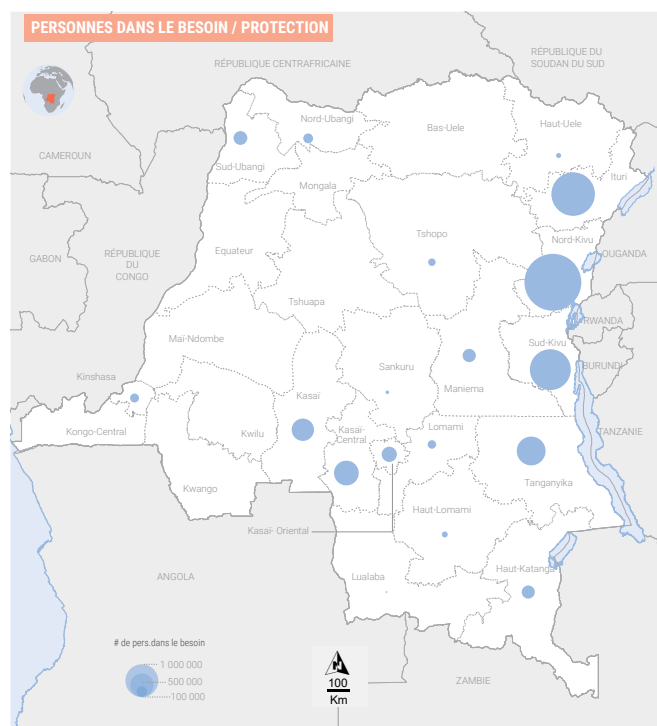 PERSONNES DANS LE BESOIN / PROTECTION
RÉPUBLIQUE DU
SOUDAN DU SUD
RÉPUBLIQUE CENTRAFRICAINE
Nord-Ubangi
Bas-Uele
Haut-Uele
CAMEROUN
Sud-Ubangi
Ituri
Mongala
Tshopo
Nord-Kivu
Equateur
OUGANDA
GABON
RÉPUBLIQUE
DU
CONGO
Tshuapa
RWANDA
Maï-Ndombe
Sud-Kivu
Kinshasa
Kasaï
Sankuru
Maniema
BURUNDI
Kongo-Central
Kwilu
Kasaï-
Central
Lomami
TANZANIE
Kwango
Tanganyika
Haut-Lomami
Kasaï- Oriental
ANGOLA
Lualaba
Haut-Katanga
# de pers.dans le besoin
1 000 000
500 000
100 000
N
100
Km
ZAMBIE